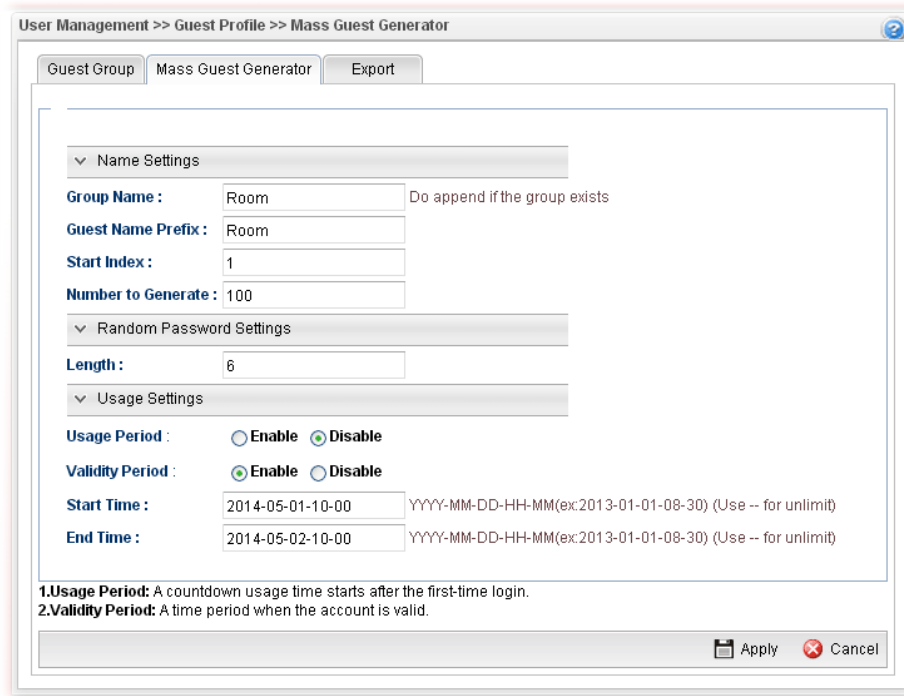 User Management >> Guest Profile >> Mass Guest Generator
?
Guest Group Mass Guest Generator Export
Name Settings
Group Name : Room Do append if the group exists
Guest Name Prefix : Room
Start Index : 1
Number to Generate : 100
Random Password Settings
Length : 6
Usage Settings
Usage Period : Enable Disable
Validity Period : Enable Disable
Start Time : 2014-05-01-10-00 YYYY-MM-DD-HH-MM(ex:2013-01-01-08-30) (Use -- for unlimit)
End Time : 2014-05-02-10-00 YYYY-MM-DD-HH-MM(ex:2013-01-01-08-30) (Use -- for unlimit)
1.Usage Period: A countdown usage time starts after the first-time login.
2.Validity Period: A time period when the account is valid.
Apply Cancel